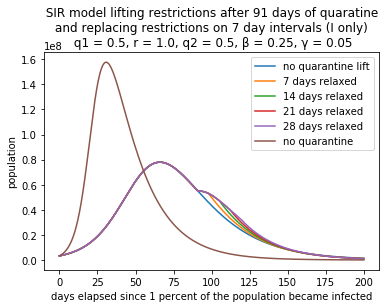 SIR model lifting restrictions after 91 days of quaratine
and replacing restrictions on 7 day intervals (I only)
q1 = 0.5, r = 1.0, q2 = 0.5, β = 0.25, γ = 0.05
1e8
1.6
1.4
1.2
1.0
0.8
0.6
0.4
0.2
0.0
population
no quarantine lift
7 days relaxed
14 days relaxed
21 days relaxed
28 days relaxed
no quarantine
0 25 50 75 100 125 150 175 200
days elapsed since 1 percent of the population became infected